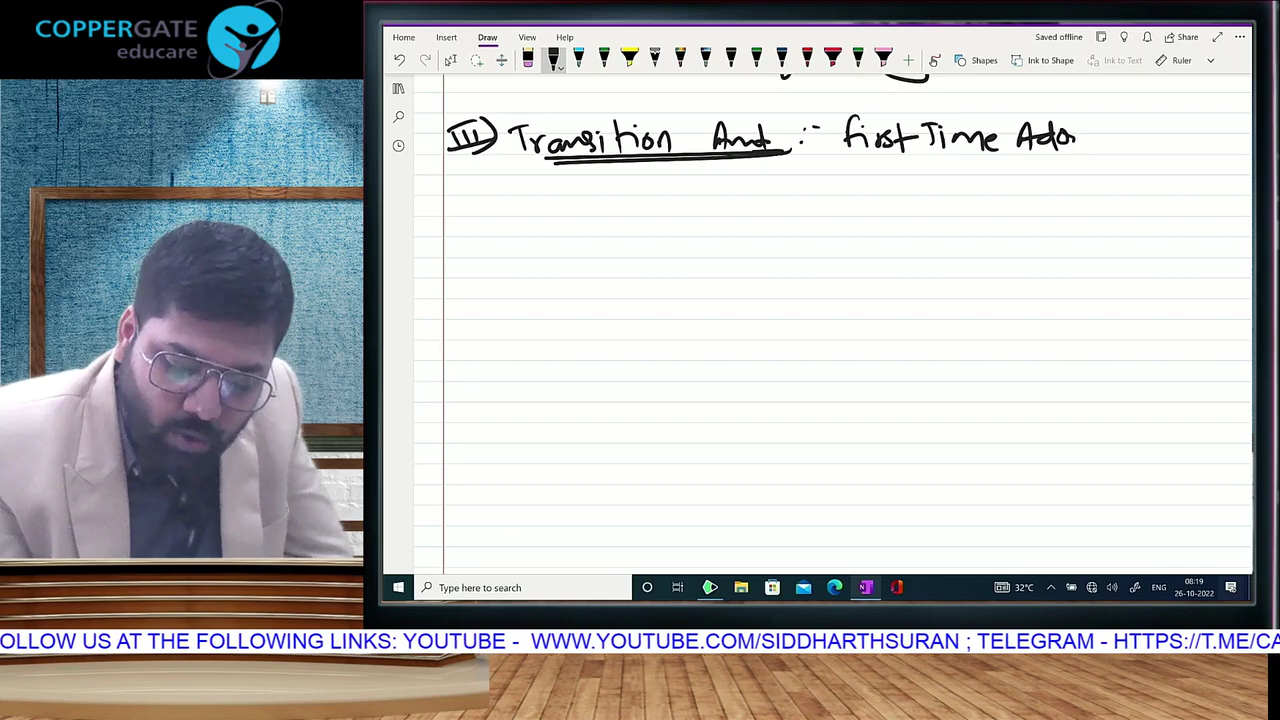 COPPERGATE
educare
Home Insert Draw View Help
Saved offline
Share
Shapes
Ink to Shape
Ink to Text
Ruler
III) Transition Amt :- First Time Ado
Type here to search
32°C
ENG
08:19
26-10-2022
OLLOW US AT THE FOLLOWING LINKS: YOUTUBE - WWW.YOUTUBE.COM/SIDDHARTHSURAN ; TELEGRAM - HTTPS://T.ME/CA